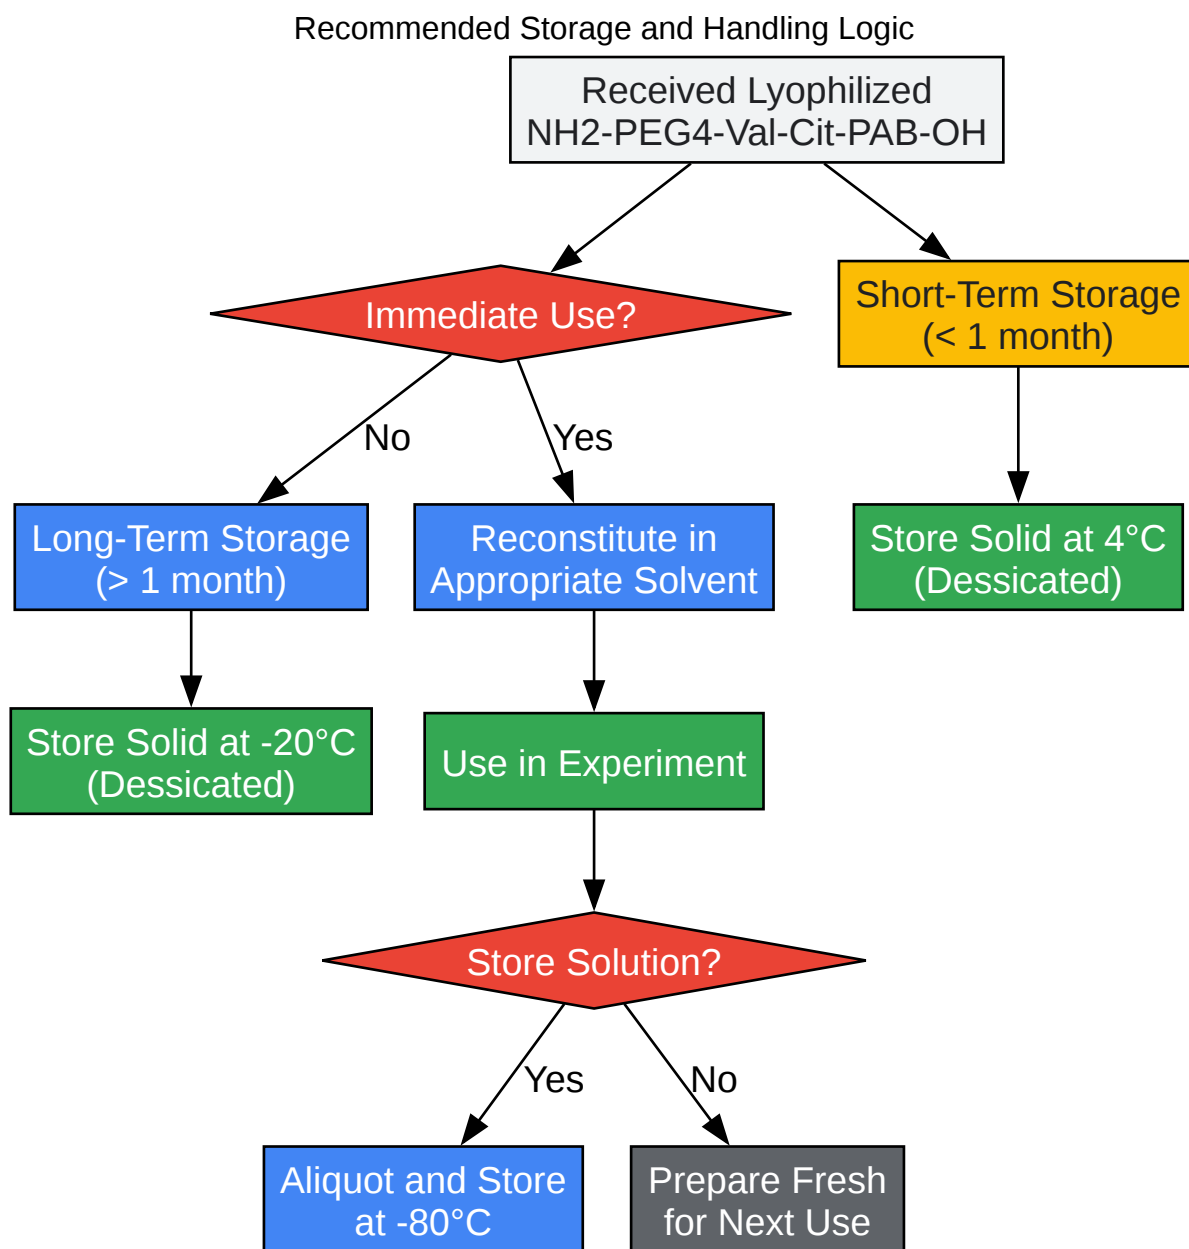 Recommended Storage and Handling Logic
Received Lyophilized
NH2-PEG4-Val-Cit-PAB-OH
Immediate Use?
Short-Term Storage
(< 1 month)
No
Yes
Long-Term Storage
(> 1 month)
Reconstitute in
Appropriate Solvent
Store Solid at 4°C
(Dessicated)
Store Solid at -20°C
(Dessicated)
Use in Experiment
Store Solution?
Yes
No
Aliquot and Store
at -80°C
Prepare Fresh
for Next Use